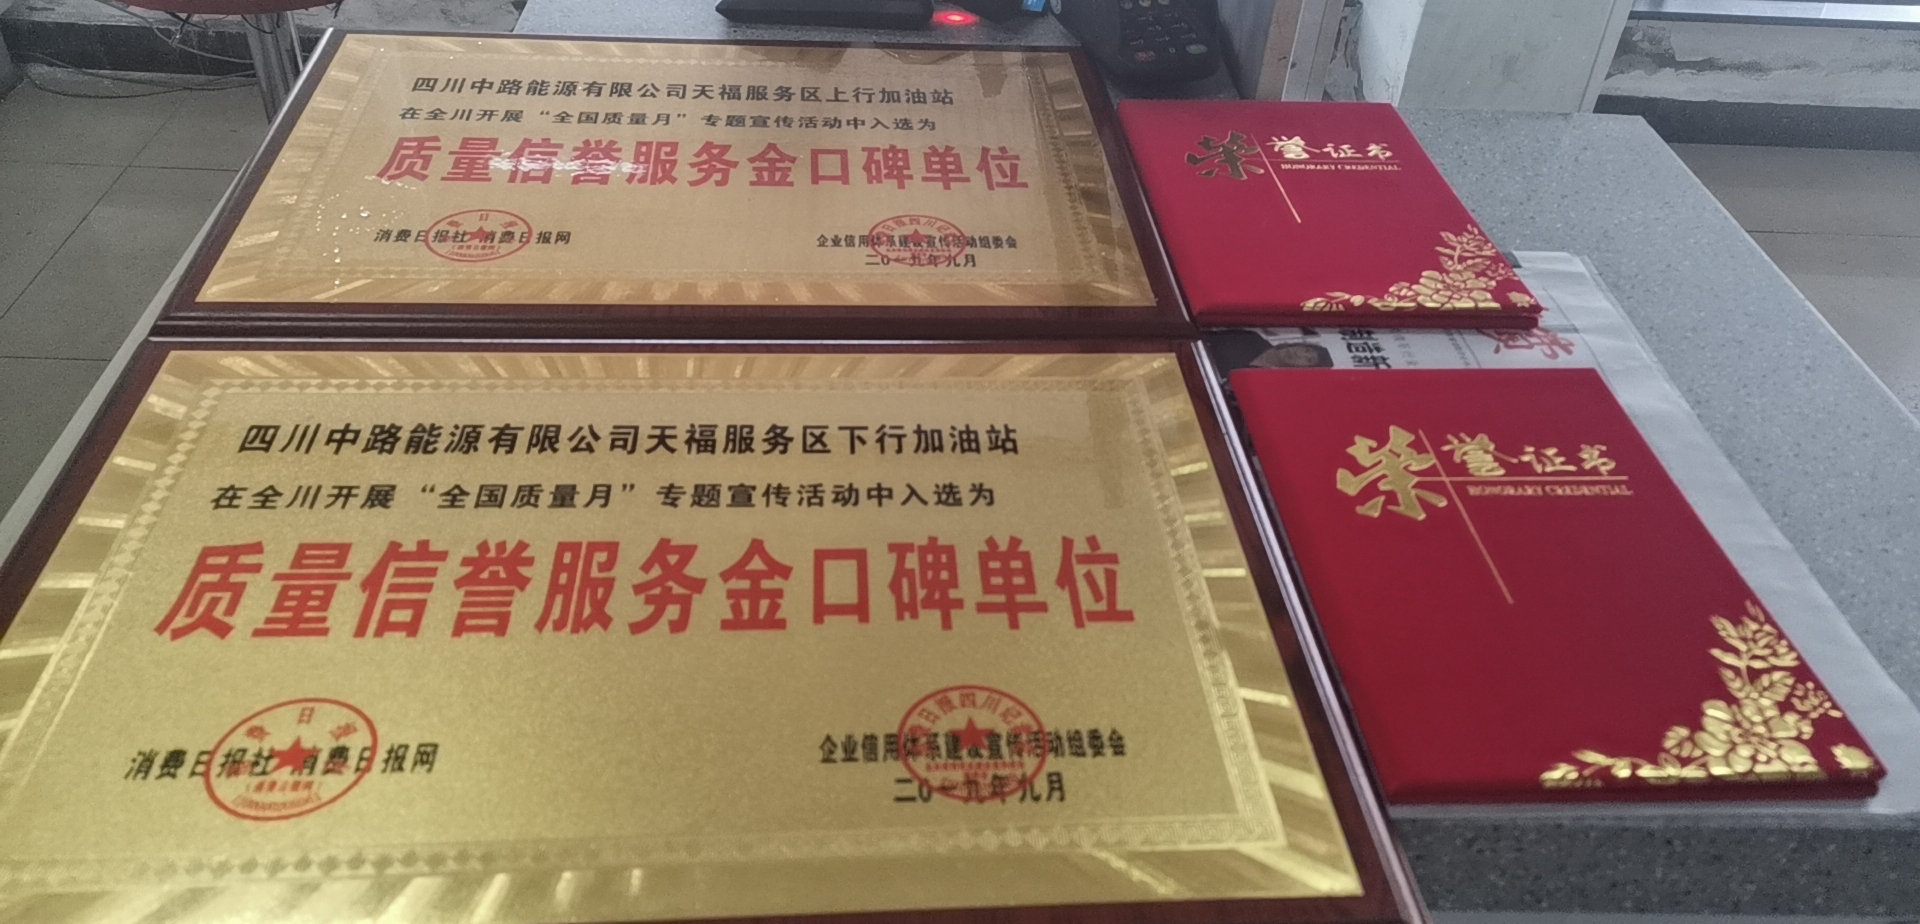 四川中路能源有限公司天福服务区上行加油站
在全川开展“全国质量月”专题宣传活动中入选为
质量信誉服务金口碑单位
消费日报社 消费日报网
企业信用体系建设宣传活动组委会
二0一九年九月
荣誉证书
HONORARY CREDENTIAL
四川中路能源有限公司天福服务区下行加油站
在全川开展“全国质量月”专题宣传活动中入选为
质量信誉服务金口碑单位
消费日报社 消费日报网
企业信用体系建设宣传活动组委会
二0一九年九月
荣誉证书
HONORARY CREDENTIAL